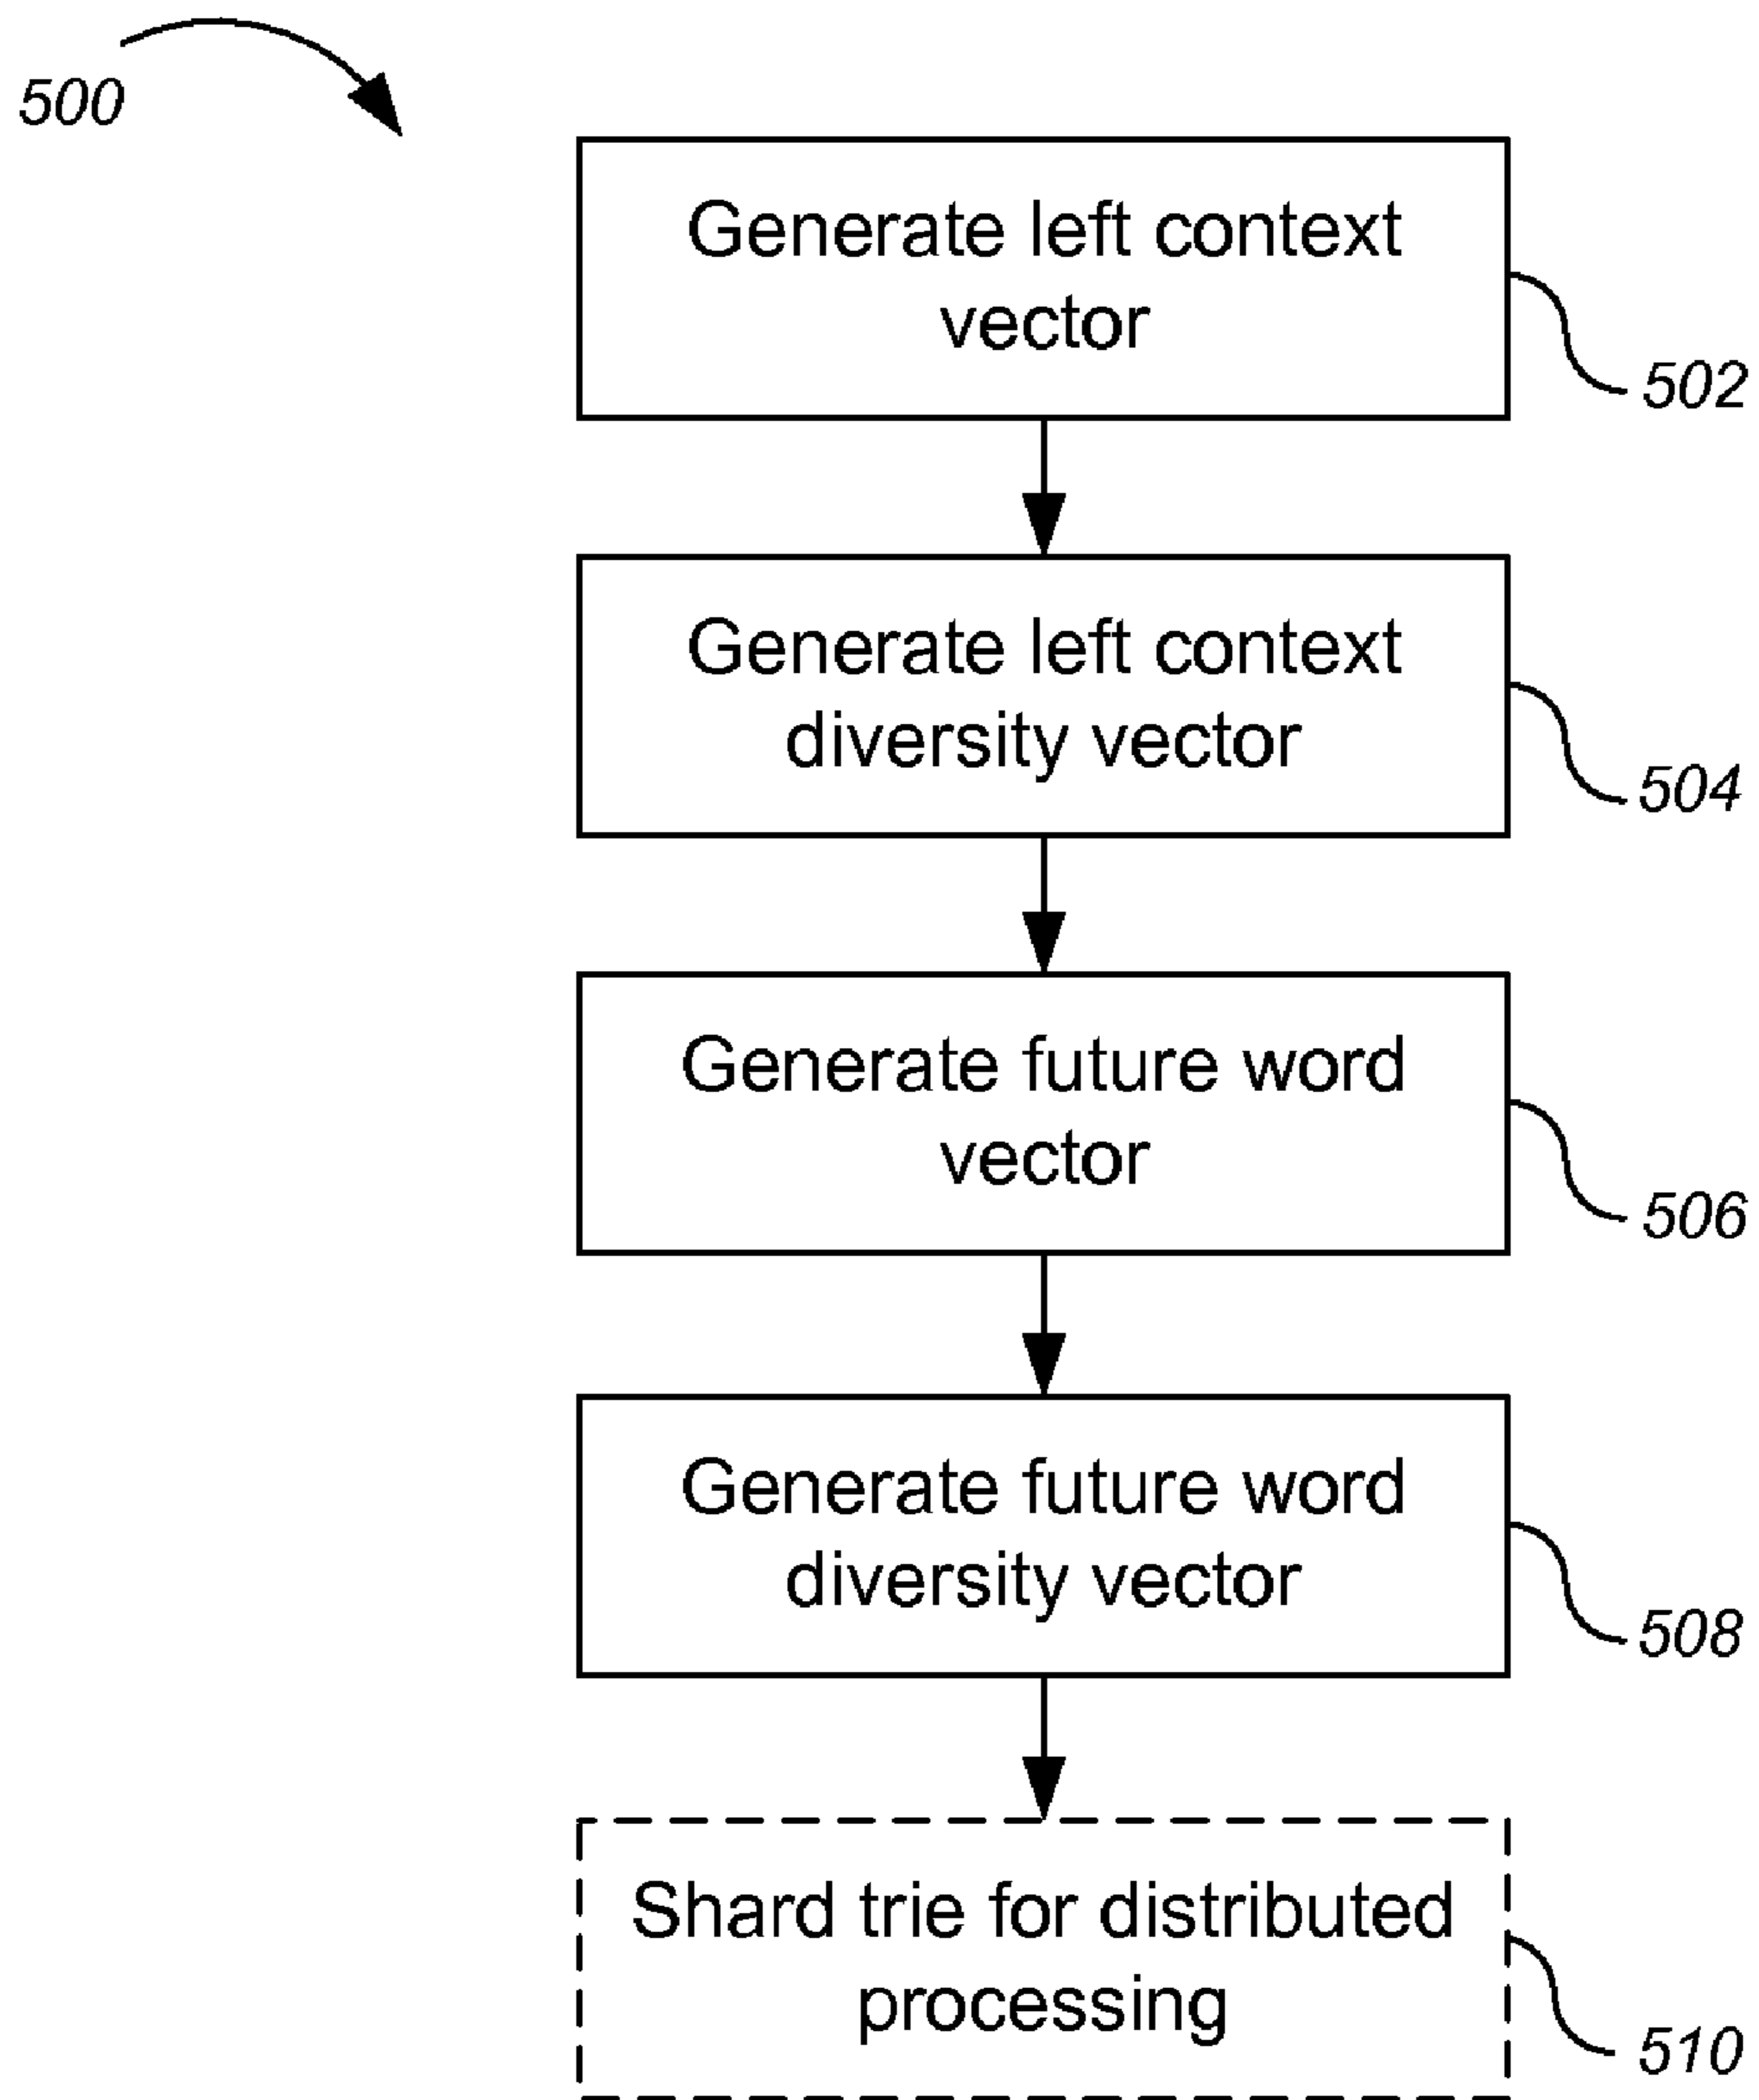 500
Generate left context
vector
502
Generate left context
diversity vector
504
Generate future word
vector
506
Generate future word
diversity vector
508
Shard trie for distributed
processing
510